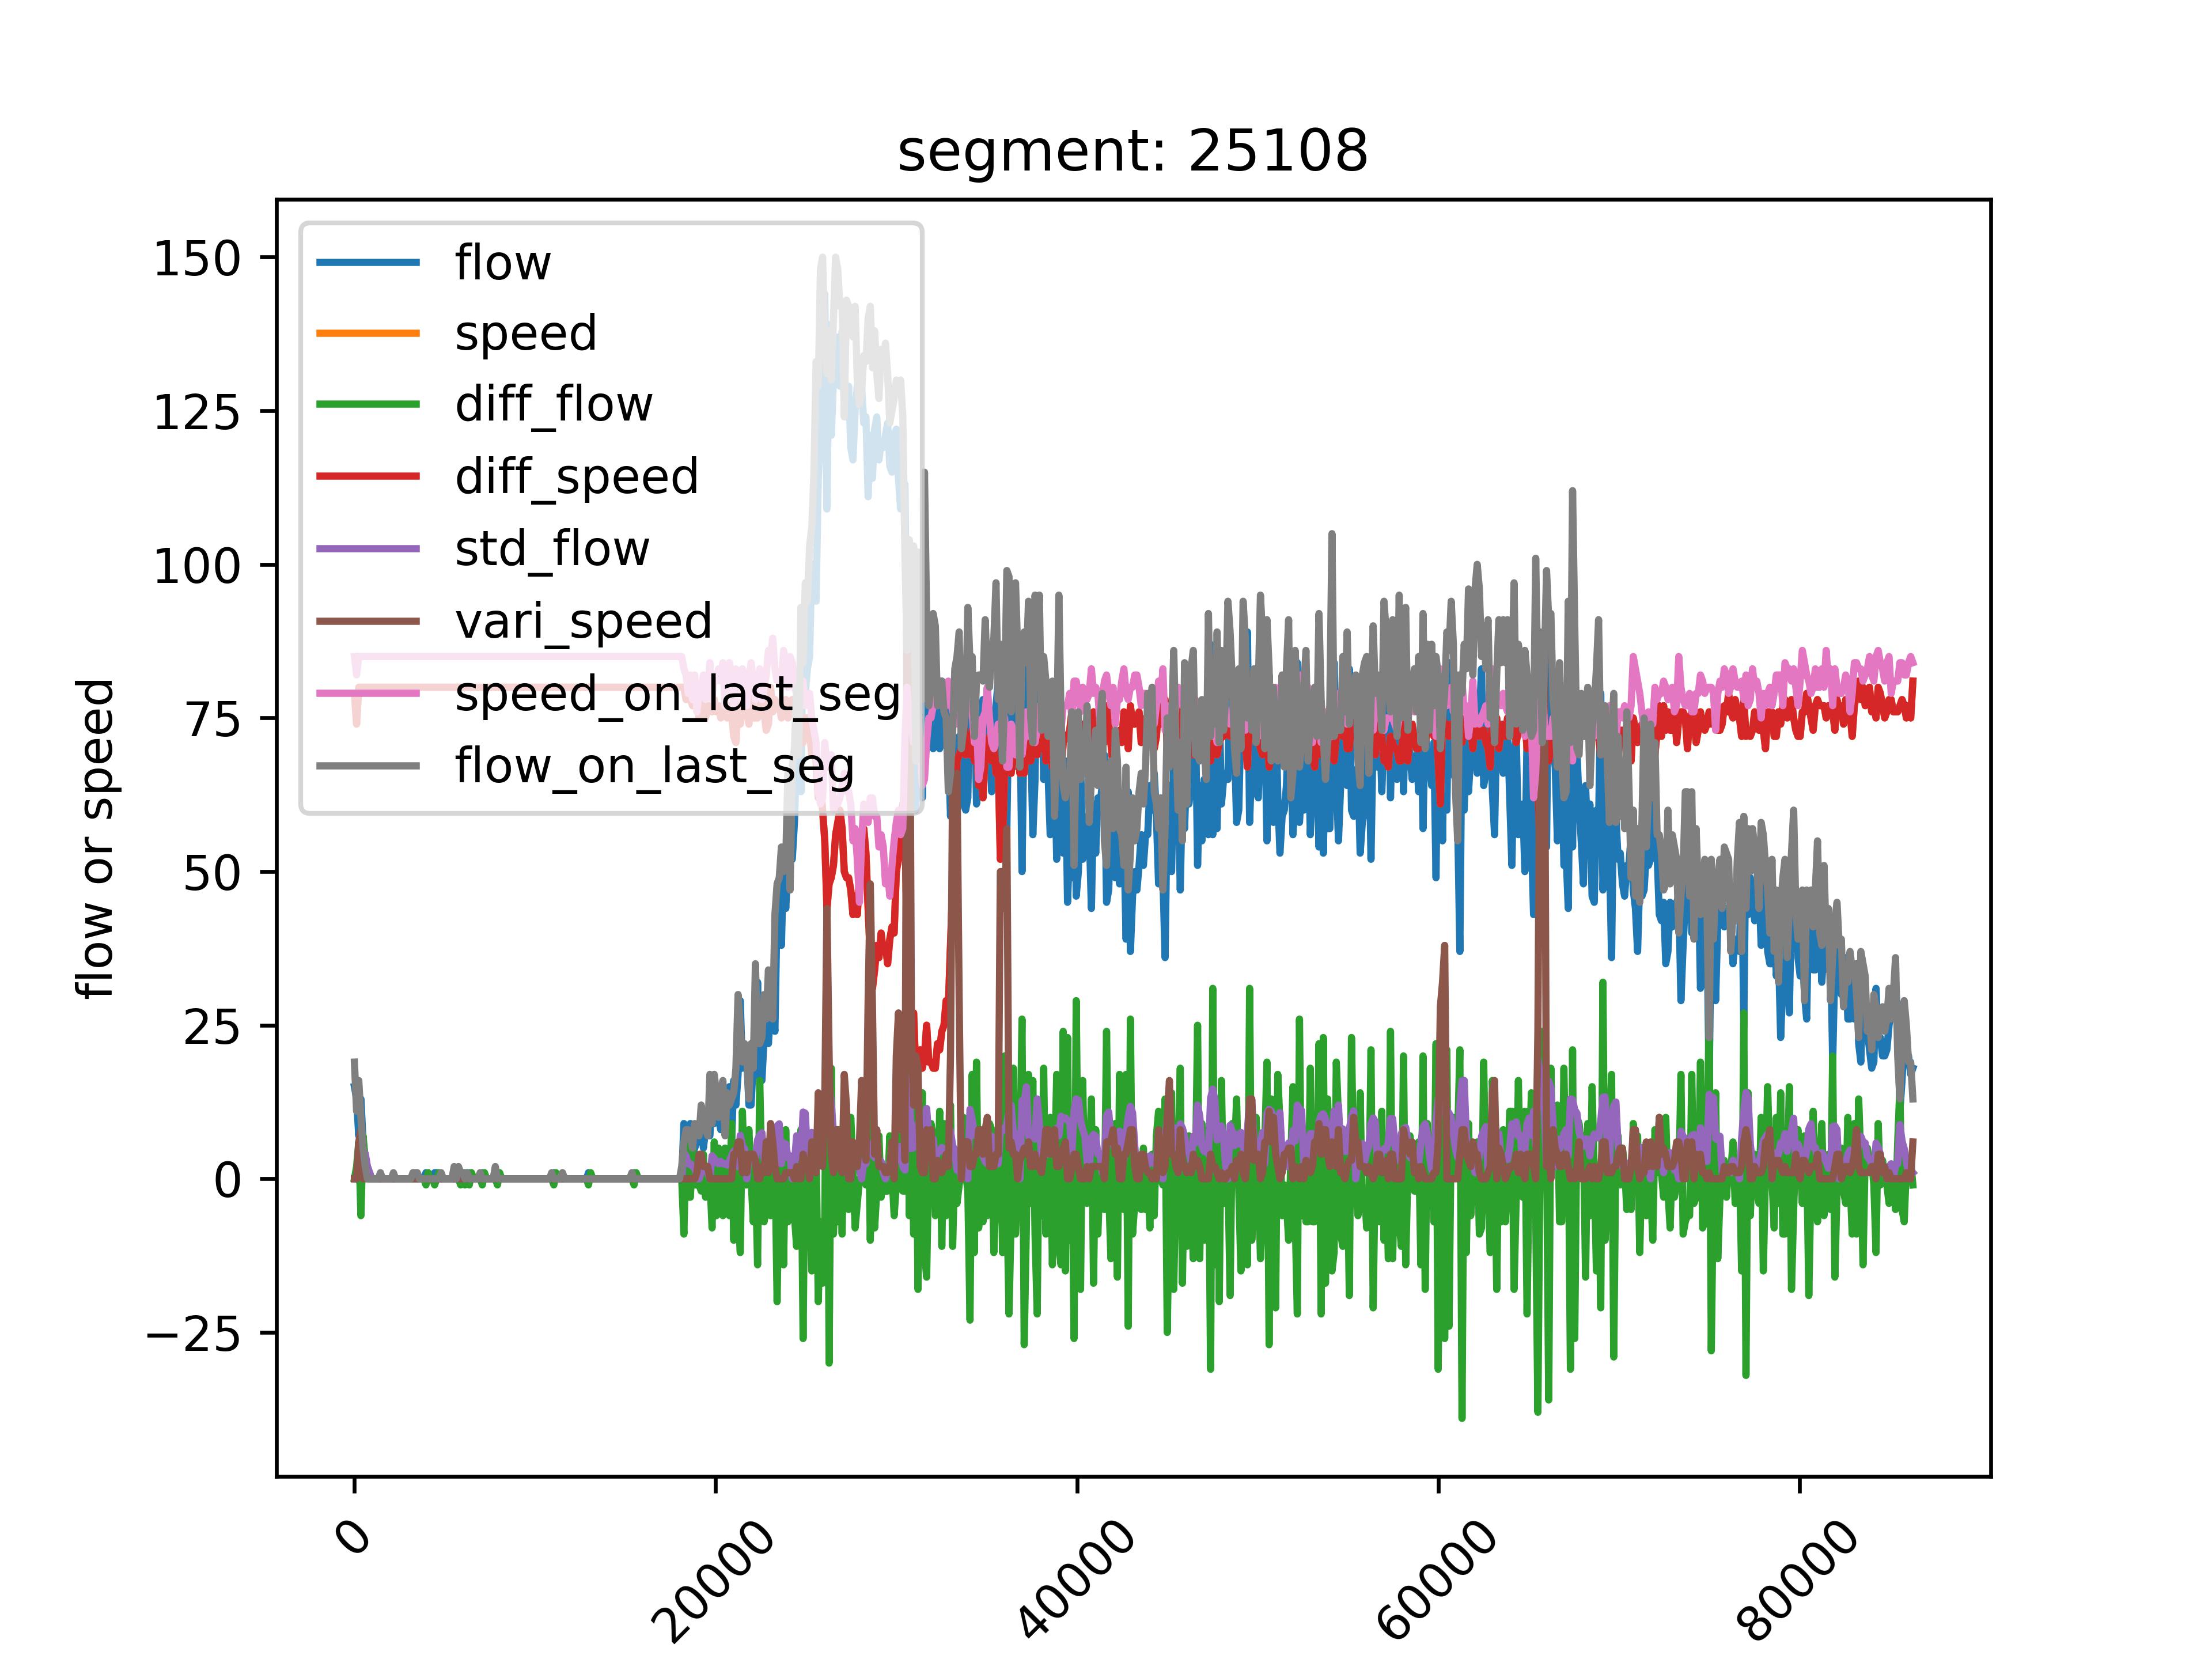 segment: 25108
flow or speed
150
125
100
75
50
25
0
−25
flow
speed
diff_flow
diff_speed
std_flow
vari_speed
speed_on_last_seg
flow_on_last_seg
0
20000
40000
60000
80000